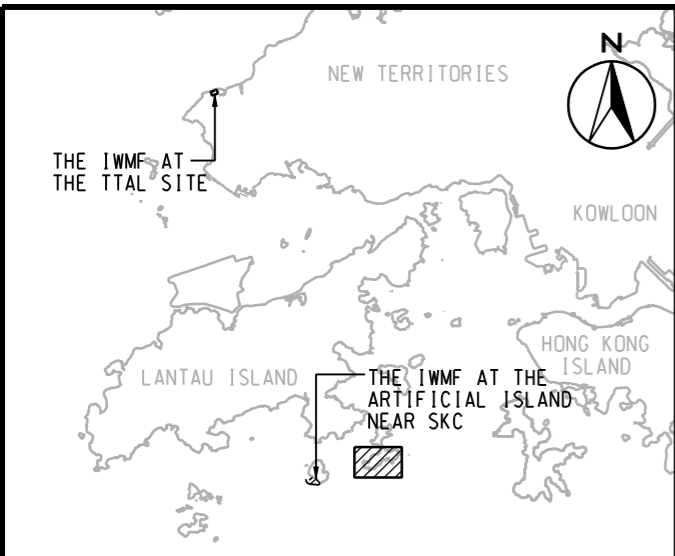 NEW TERRITORIES
N
THE IWMF AT
THE TTAL SITE
KOWLOON
HONG KONG
ISLAND
LANTAU ISLAND
THE IWMF AT THE
ARTIFICIAL ISLAND
NEAR SKC